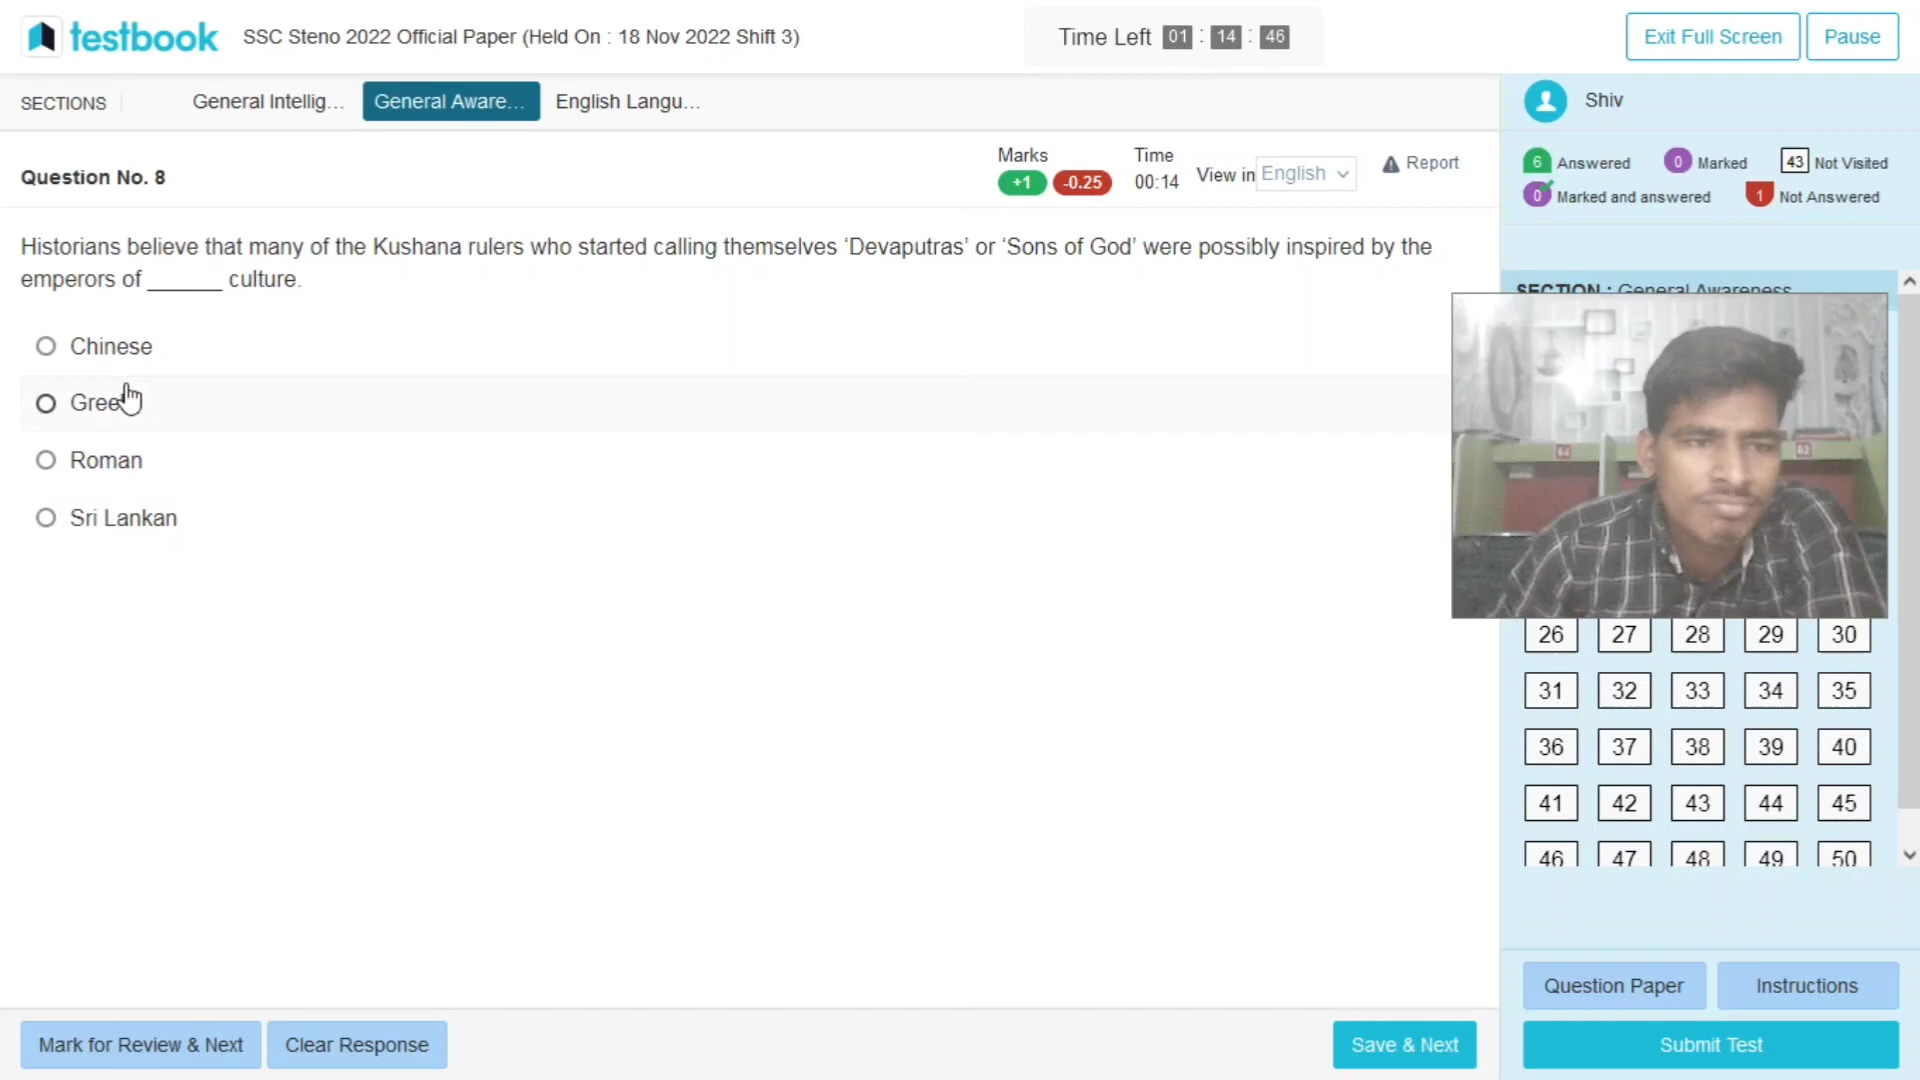 testbook SSC Steno 2022 Official Paper (Held On : 18 Nov 2022 Shift 3) Time Left 01 : 14 : 46 Exit Full Screen Pause
SECTIONS General Intellig... General Aware... English Langu... Shiv
Question No. 8 Marks +1 -0.25 Time 00:14 View in English Report
6 Answered 0 Marked 43 Not Visited
0 Marked and answered 1 Not Answered
Historians believe that many of the Kushana rulers who started calling themselves ‘Devaputras’ or ‘Sons of God’ were possibly inspired by the
emperors of ______ culture.
SECTION : General Awareness
Chinese
Gree
Roman
Sri Lankan
26 27 28 29 30
31 32 33 34 35
36 37 38 39 40
41 42 43 44 45
46 47 48 49 50
Question Paper Instructions
Mark for Review & Next Clear Response Save & Next Submit Test